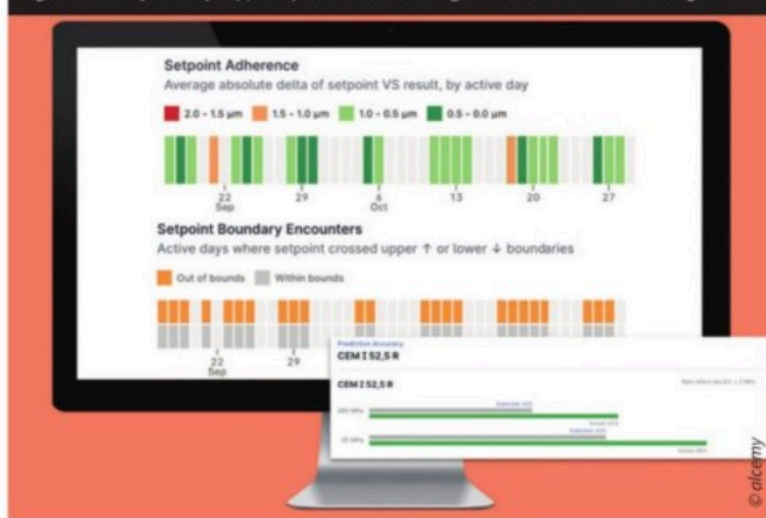 Setpoint Adherence
Average absolute delta of setpoint VS result, by active day
2.0 - 1.5 µm 1.5 - 1.0 µm 1.0 - 0.5 µm 0.5 - 0.0 µm
22 29 6 13 20 27
Sep Oct
Setpoint Boundary Encounters
Active days where setpoint crossed upper ↑ or lower ↓ boundaries
Out of bounds Within bounds
22 29
Sep
Prediction Accuracy
CEM I 52,5 R
CEM I 52,5 R
© alcemy